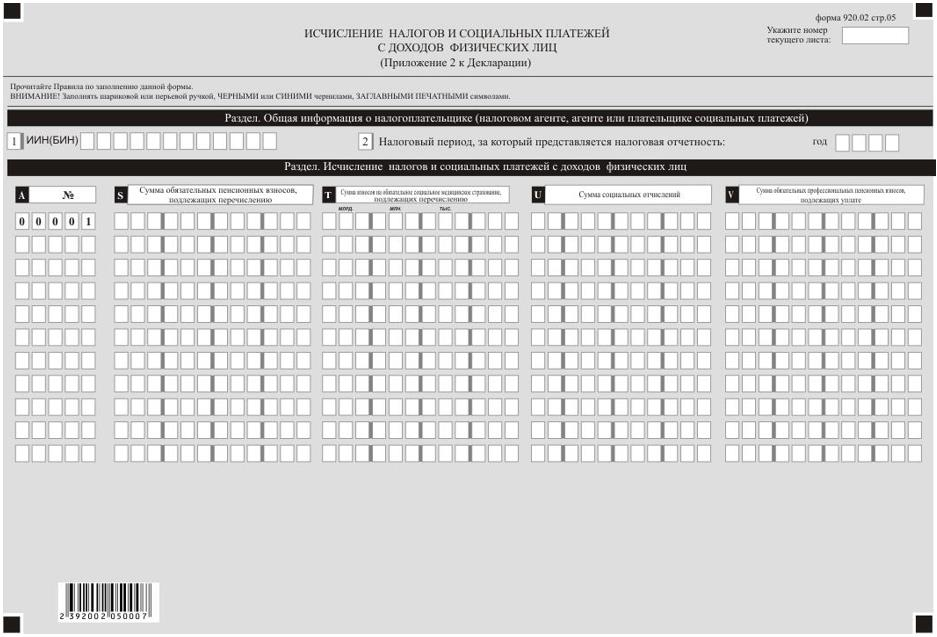 форма 920.02 стр.05
ИСЧИСЛЕНИЕ НАЛОГОВ И СОЦИАЛЬНЫХ ПЛАТЕЖЕЙ
С ДОХОДОВ ФИЗИЧЕСКИХ ЛИЦ
(Приложение 2 к Декларации)
Укажите номер
текущего листа:
Прочитайте Правила по заполнению данной формы.
ВНИМАНИЕ! Заполнять шариковой или перьевой ручкой, ЧЕРНЫМИ или СИНИМИ чернилами, ЗАГЛАВНЫМИ ПЕЧАТНЫМИ символами.
Раздел. Общая информация о налогоплательщике (налоговом агенте, агенте или плательщике социальных платежей)
1 ИИН(БИН)
2 Налоговый период, за который представляется налоговая отчетность: год
Раздел. Исчисление налогов и социальных платежей с доходов физических лиц
A №
S Сумма обязательных пенсионных взносов,
подлежащих перечислению
T Сумма взносов на обязательное социальное медицинское страхование,
подлежащих перечислению
U Сумма социальных отчислений
V Сумма обязательных профессиональных пенсионных взносов,
подлежащих уплате
млрд. млн. тыс.
0 0 0 0 1
2 392002 050007